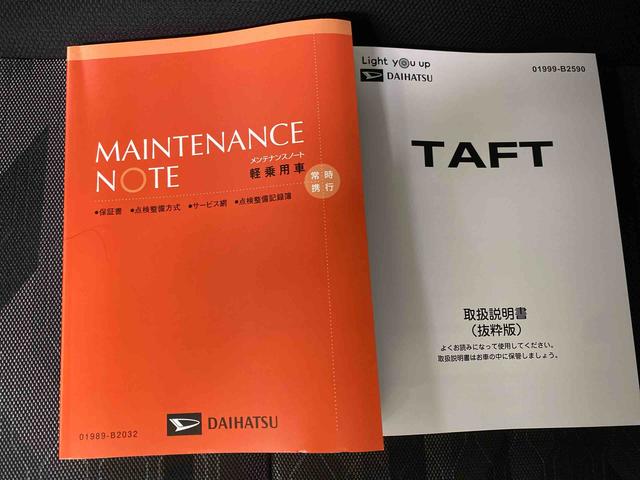 MAINTENANCE
NOTE
メンテナンスノート
軽乗用車
常時
携行
●保証書 ●点検整備方式 ●サービス網 ●点検整備記録簿
DAIHATSU
01989-B2032
Light you up
DAIHATSU
01999-B2590
TAFT
取扱説明書
（抜粋版）
よくお読みになって使用してください。
取扱説明書はお車の中に保管しましょう。